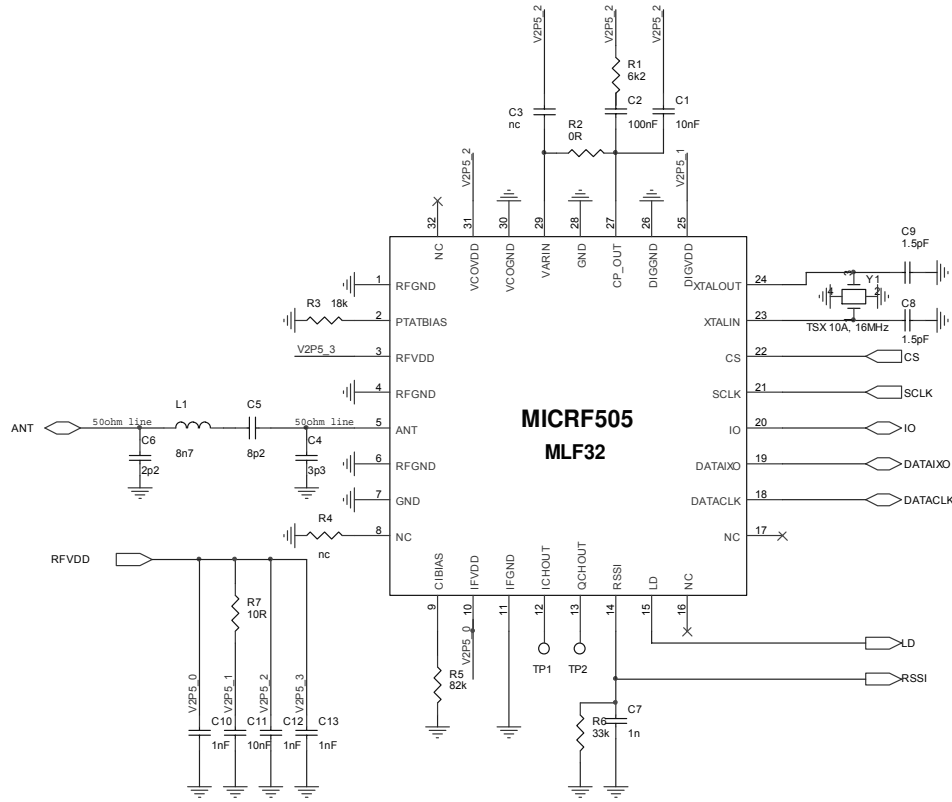 V2P5_2
V2P5_2
V2P5_2
R1
6k2
C3
nc
R2
0R
C2
100nF
C1
10nF
V2P5_2
V2P5_1
32
31
30
29
28
27
26
25
NC
VCOVDD
VCOGND
VARIN
GND
CP_OUT
DIGGND
DIGVDD
C9
1.5pF
1
RFGND
XTALOUT
24
3
Y1
4
2
R3
18k
2
PTATBIAS
XTALIN
23
1
C8
TSX 10A, 16MHz
1.5pF
V2P5_3
3
RFVDD
CS
22
CS
4
RFGND
SCLK
21
SCLK
MICRF505
MLF32
ANT
50ohm line
L1
8n7
C5
8p2
50ohm line
5
ANT
IO
20
IO
C6
2p2
C4
3p3
6
RFGND
DATAIXO
19
DATAIXO
7
GND
DATACLK
18
DATACLK
R4
nc
8
NC
NC
17
RFVDD
CIBIAS
IFVDD
IFGND
ICHOUT
QCHOUT
RSSI
LD
NC
9
10
11
12
13
14
15
16
R7
10R
V2P5_0
TP1
TP2
LD
R5
82k
RSSI
V2P5_0
V2P5_1
V2P5_2
V2P5_3
C10
1nF
C11
10nF
C12
1nF
C13
1nF
R6
33k
C7
1n